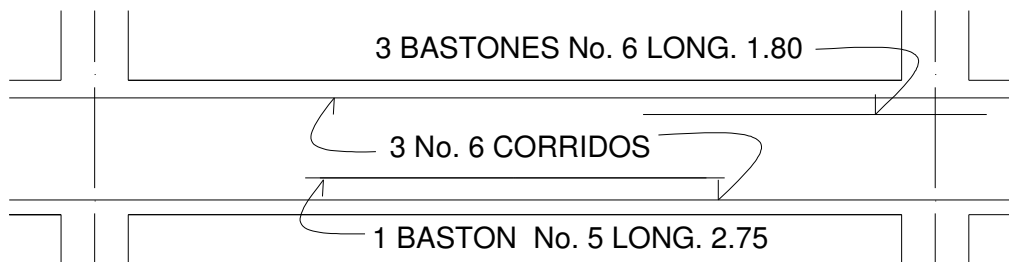 3 BASTONES No. 6 LONG. 1.80
3 No. 6 CORRIDOS
1 BASTON No. 5 LONG. 2.75